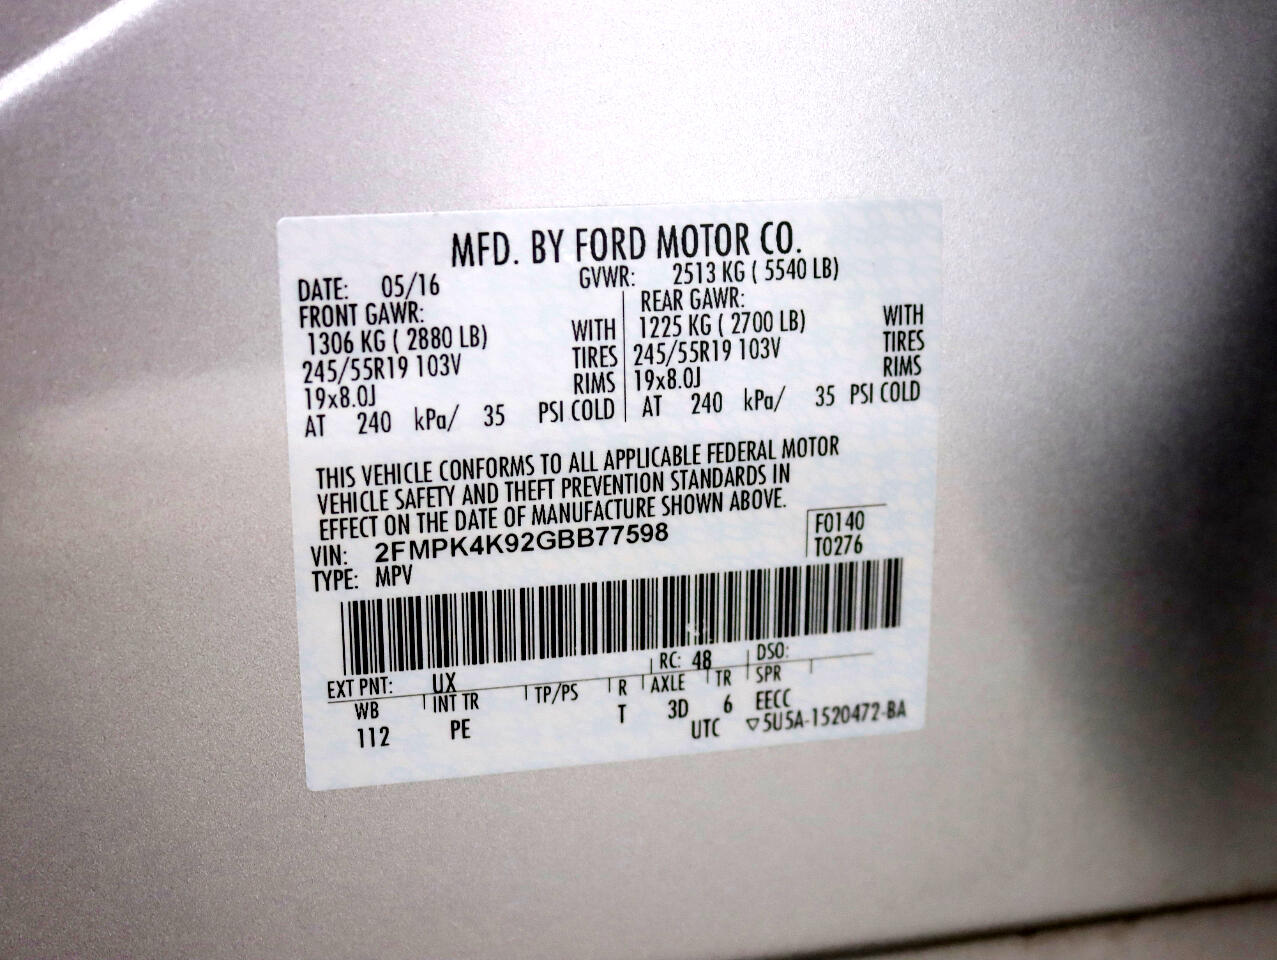 MFD. BY FORD MOTOR CO.
DATE: 05/16 GVWR: 2513 KG ( 5540 LB)
FRONT GAWR: REAR GAWR:
1306 KG ( 2880 LB) WITH 1225 KG ( 2700 LB) WITH
245/55R19 103V TIRES 245/55R19 103V TIRES
19x8.0J RIMS 19x8.0J RIMS
AT 240 kPa/ 35 PSI COLD AT 240 kPa/ 35 PSI COLD
THIS VEHICLE CONFORMS TO ALL APPLICABLE FEDERAL MOTOR
VEHICLE SAFETY AND THEFT PREVENTION STANDARDS IN
EFFECT ON THE DATE OF MANUFACTURE SHOWN ABOVE.
VIN: 2FMPK4K92GBB77598 F0140
TYPE: MPV T0276
EXT PNT: UX RC: 48 DSO:
WB INT TR TP/PS R AXLE TR SPR
112 PE T 3D 6 EECC
UTC ▽5U5A-1520472-BA